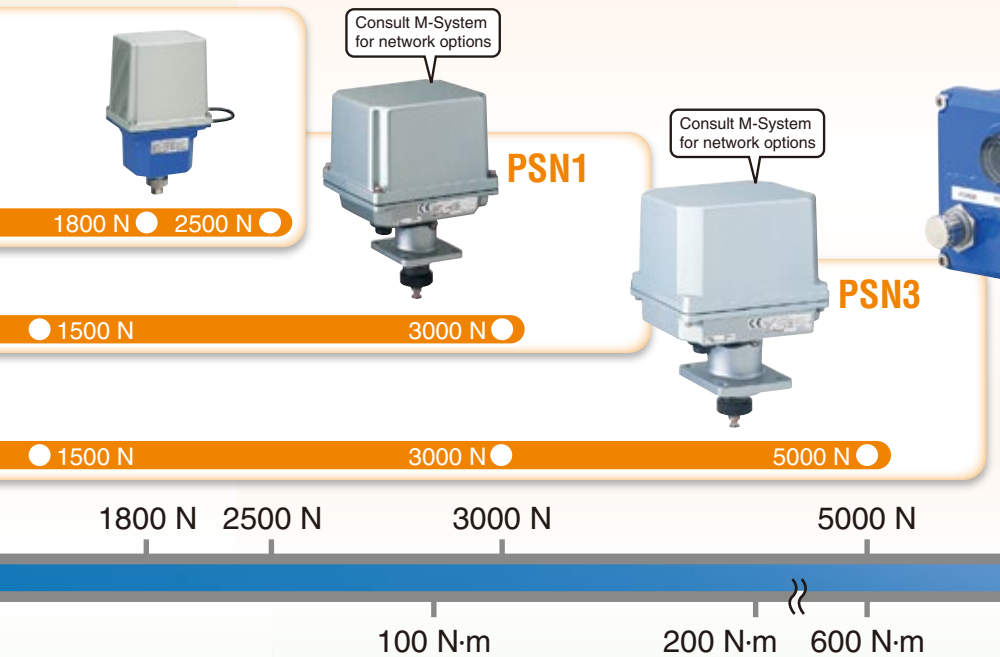 Consult M-System
for network options
PSN1
Consult M-System
for network options
PSN3
1800 N
2500 N
1500 N
3000 N
1500 N
3000 N
5000 N
1800 N
2500 N
3000 N
5000 N
100 N·m
200 N·m
600 N·m